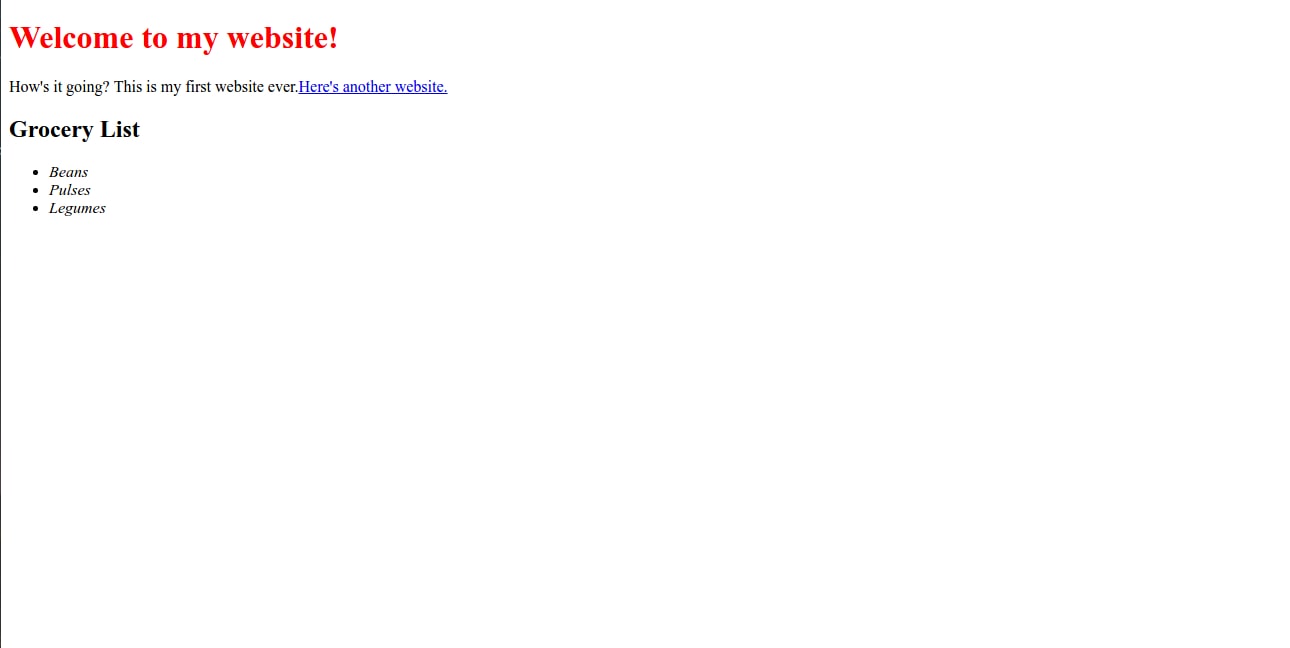 Welcome to my website!
How's it going? This is my first website ever.Here's another website.
Grocery List
Beans
Pulses
Legumes